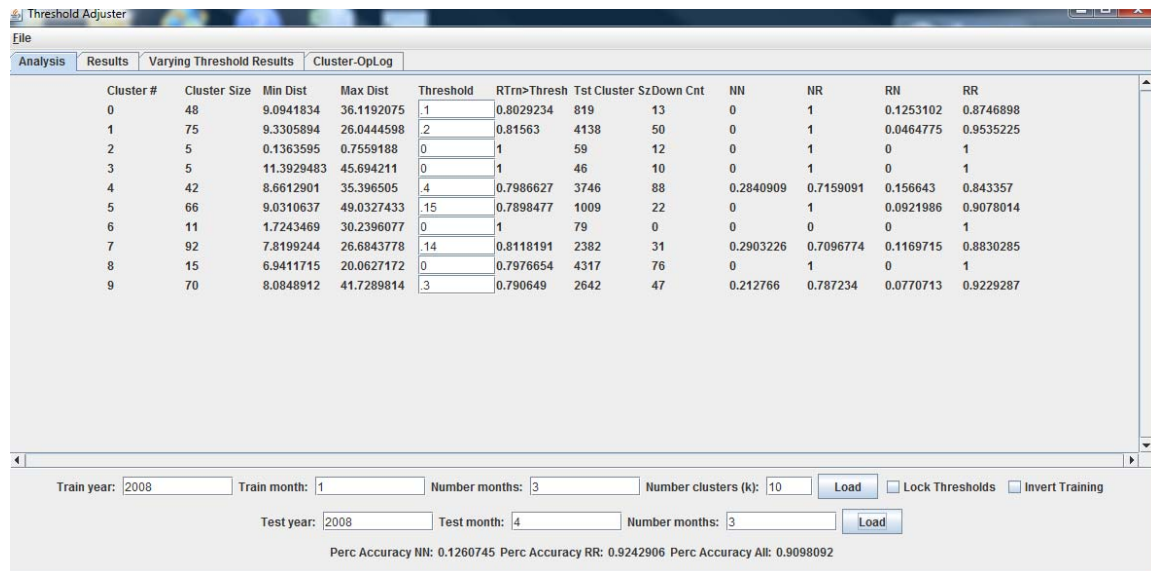 Threshold Adjuster
File
Analysis Results Varying Threshold Results Cluster-OpLog
Cluster # Cluster Size Min Dist Max Dist Threshold RTrn>Thresh Tst Cluster Sz Down Cnt NN NR RN RR
0 48 9.0941834 36.1192075 .1 0.8029234 819 13 0 1 0.1253102 0.8746898
1 75 9.3305894 26.0444598 .2 0.81563 4138 50 0 1 0.0464775 0.9535225
2 5 0.1363595 0.7559188 0 1 59 12 0 1 0 1
3 5 11.3929483 45.694211 0 1 46 10 0 1 0 1
4 42 8.6612901 35.396505 .4 0.7986627 3746 88 0.2840909 0.7159091 0.156643 0.843357
5 66 9.0310637 49.0327433 .15 0.7898477 1009 22 0 1 0.0921986 0.9078014
6 11 1.7243469 30.2396077 0 1 79 0 0 0 0 1
7 92 7.8199244 26.6843778 .14 0.8118191 2382 31 0.2903226 0.7096774 0.1169715 0.8830285
8 15 6.9411715 20.0627172 0 0.7976654 4317 76 0 1 0 1
9 70 8.0848912 41.7289814 .3 0.790649 2642 47 0.212766 0.787234 0.0770713 0.9229287
Train year: 2008 Train month: 1 Number months: 3 Number clusters (k): 10 Load Lock Thresholds Invert Training
Test year: 2008 Test month: 4 Number months: 3 Load
Perc Accuracy NN: 0.1260745 Perc Accuracy RR: 0.9242906 Perc Accuracy All: 0.9098092